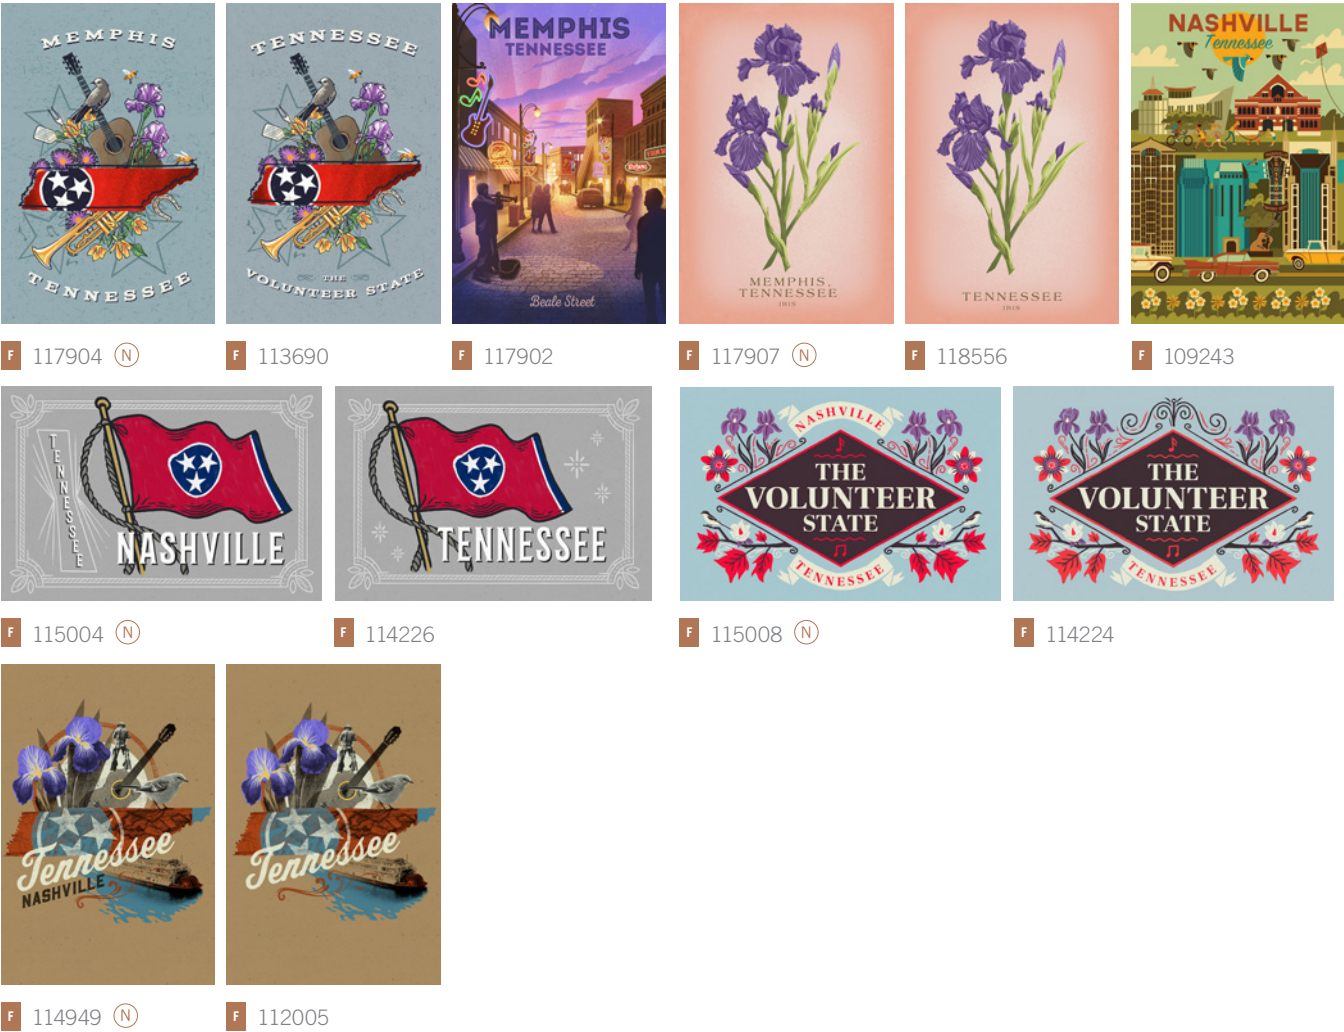 MEMPHIS
TENNESSEE
F 117904 N
TENNESSEE
THE
VOLUNTEER STATE
F 113690
MEMPHIS
TENNESSEE
Beale Street
F 117902
MEMPHIS,
TENNESSEE
IRIS
F 117907 N
TENNESSEE
IRIS
F 118556
NASHVILLE
Tennessee
F 109243
TENNESSEE
NASHVILLE
F 115004 N
TENNESSEE
F 114226
NASHVILLE
THE
VOLUNTEER
STATE
TENNESSEE
F 115008 N
THE
VOLUNTEER
STATE
TENNESSEE
F 114224
Tennessee
NASHVILLE
F 114949 N
Tennessee
F 112005